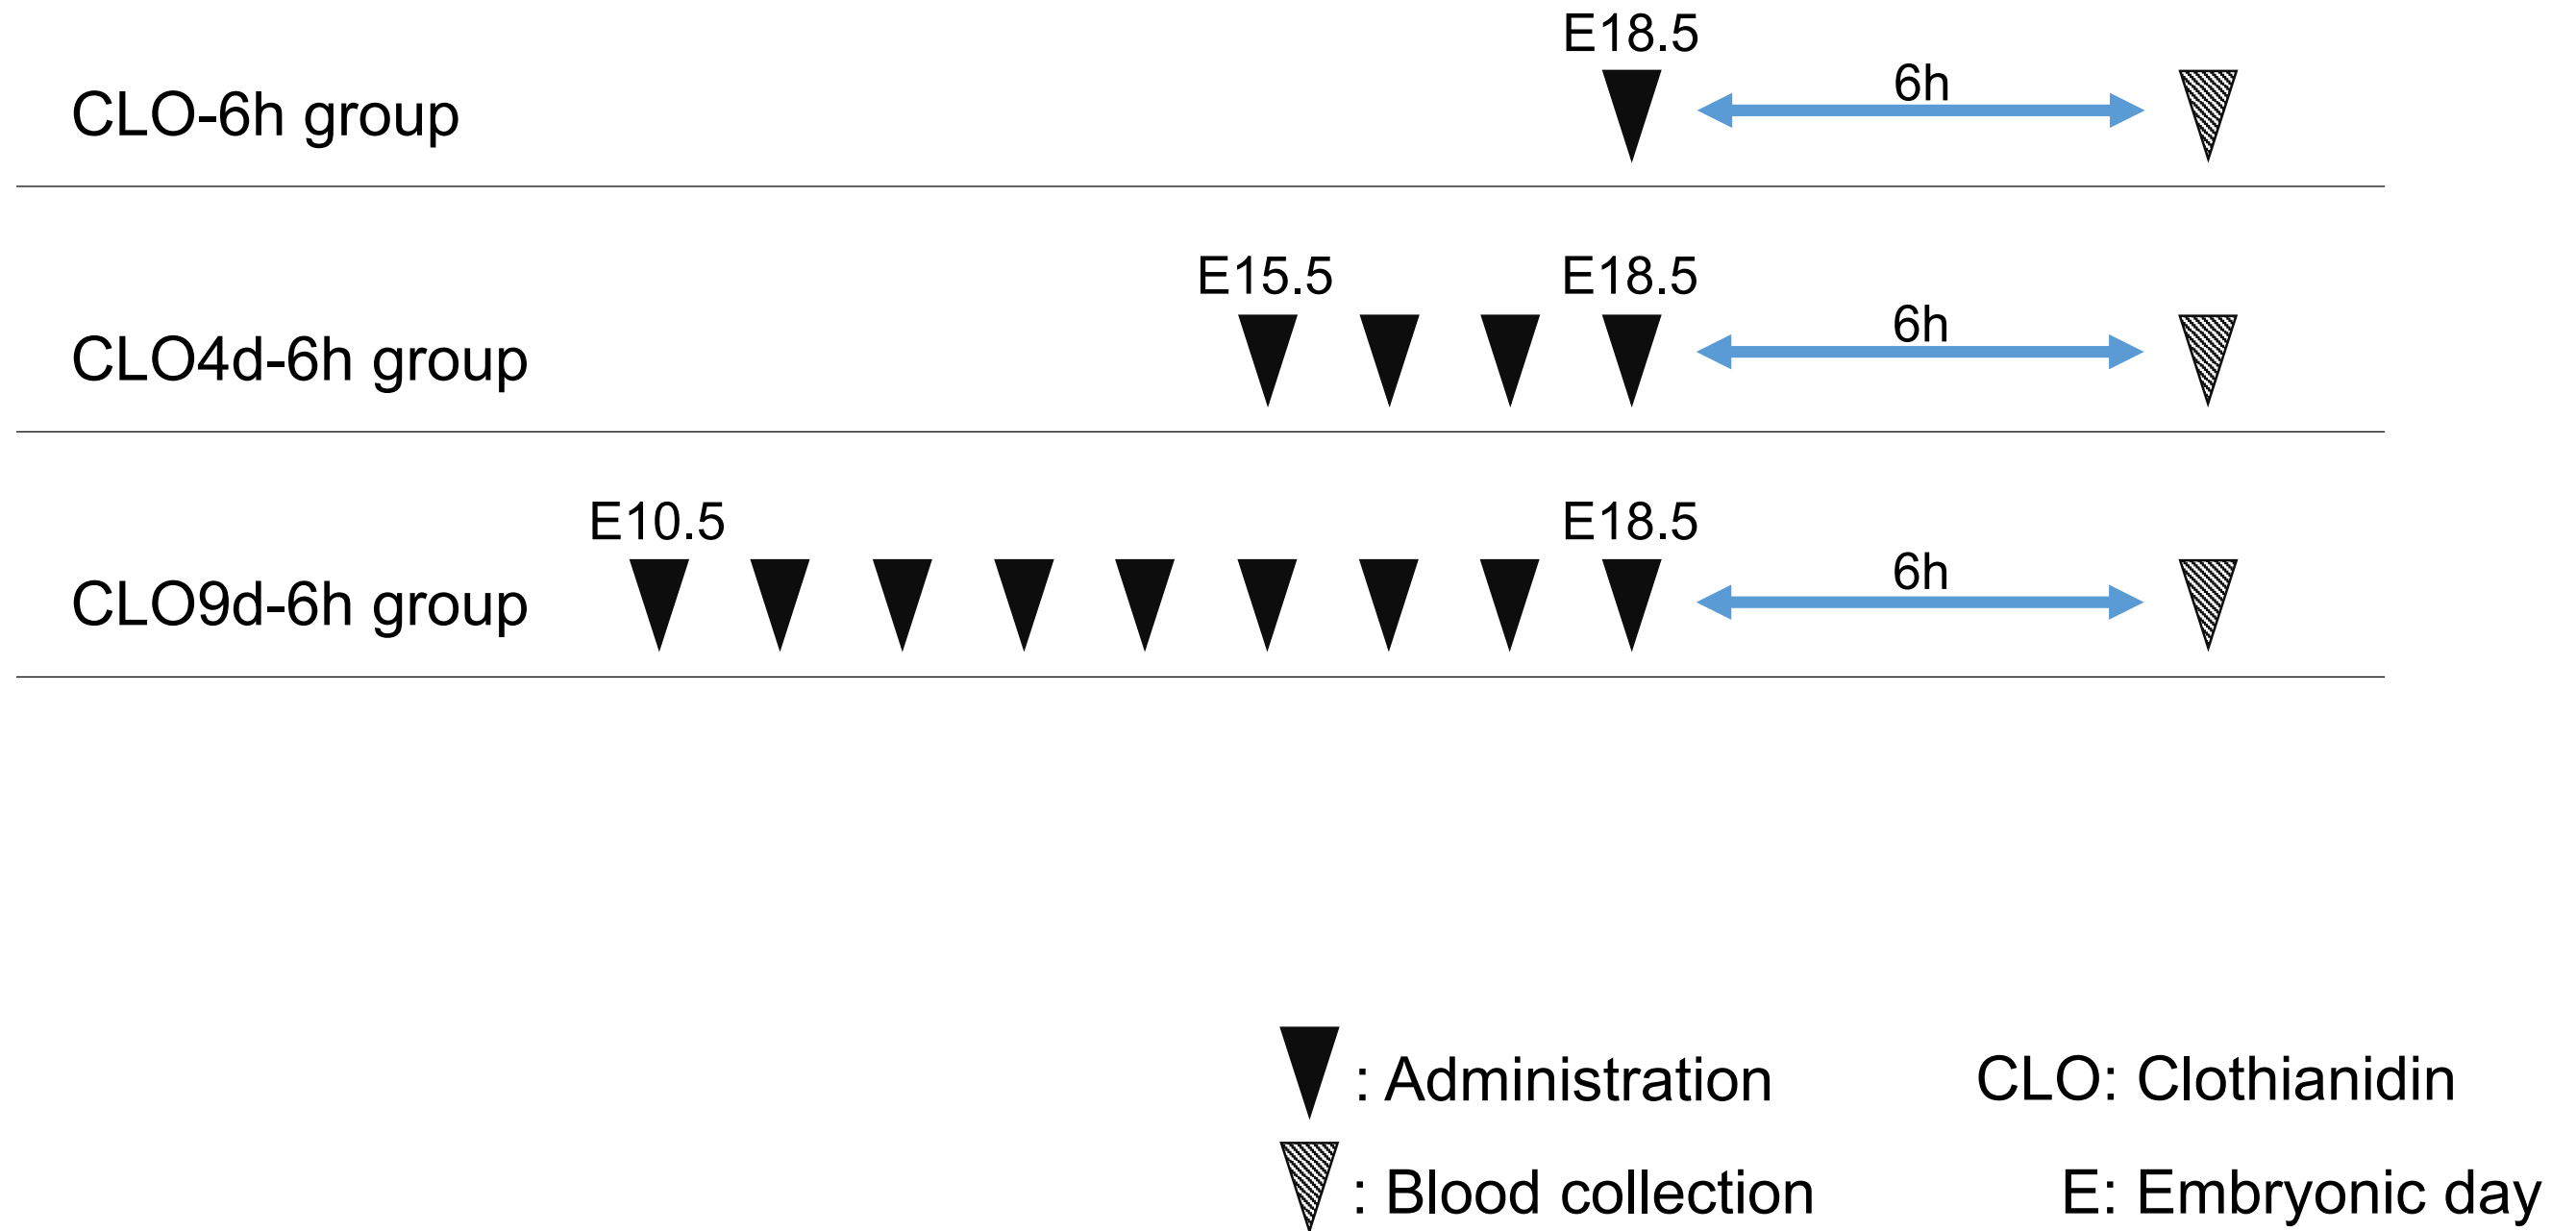 E18.5
CLO-6h group
6h
E15.5
E18.5
CLO4d-6h group
6h
E10.5
E18.5
CLO9d-6h group
6h
: Administration
CLO: Clothianidin
: Blood collection
E: Embryonic day